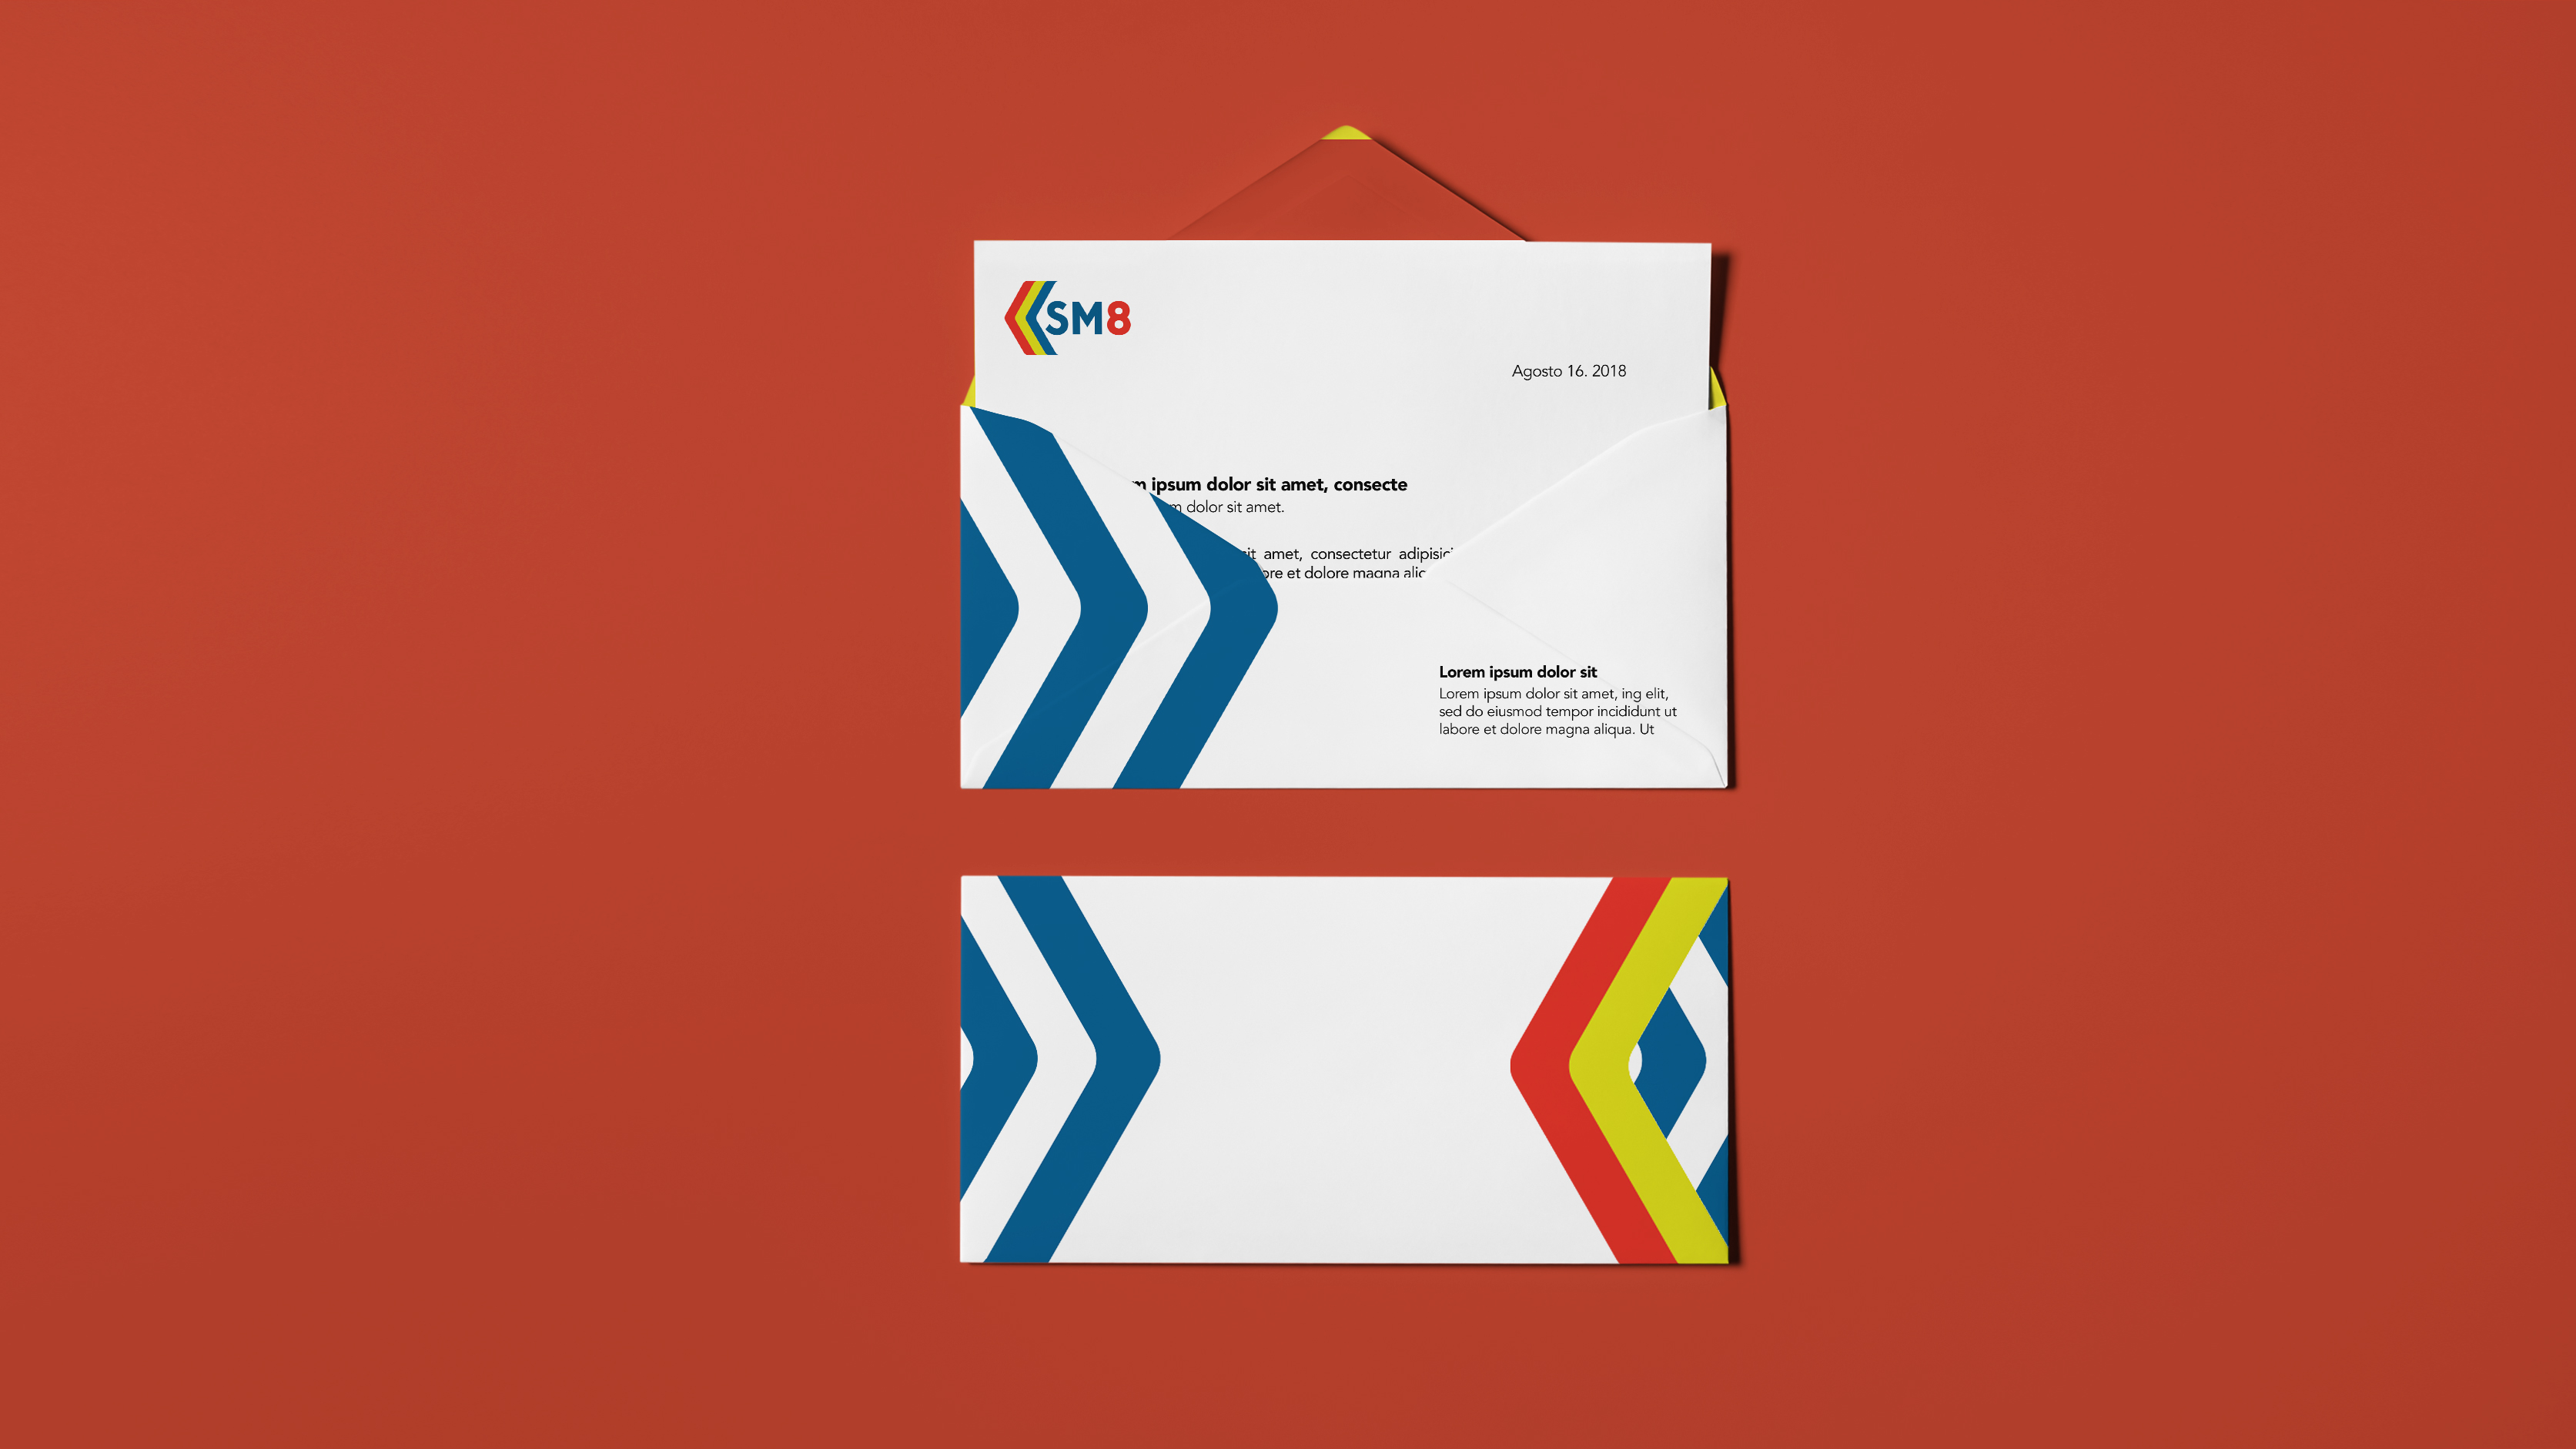 SM8
Agosto 16. 2018
ipsum dolor sit amet, consecte
dolor sit amet.
sit amet, consectetur
et dolore magna
Lorem ipsum dolor sit
Lorem ipsum dolor sit amet, ing elit,
sed do eiusmod tempor incididunt ut
labore et dolore magna aliqua. Ut